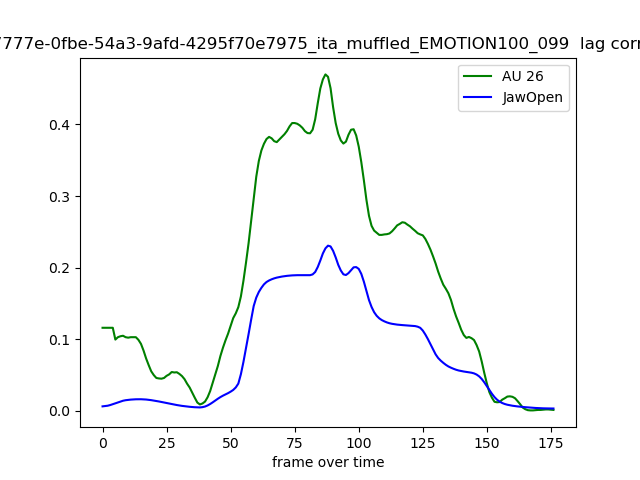 7777e-0fbe-54a3-9afd-4295f70e7975_ita_muffled_EMOTION100_099 lag corr
AU 26
JawOpen
0.4
0.3
0.2
0.1
0.0
0 25 50 75 100 125 150 175
frame over time